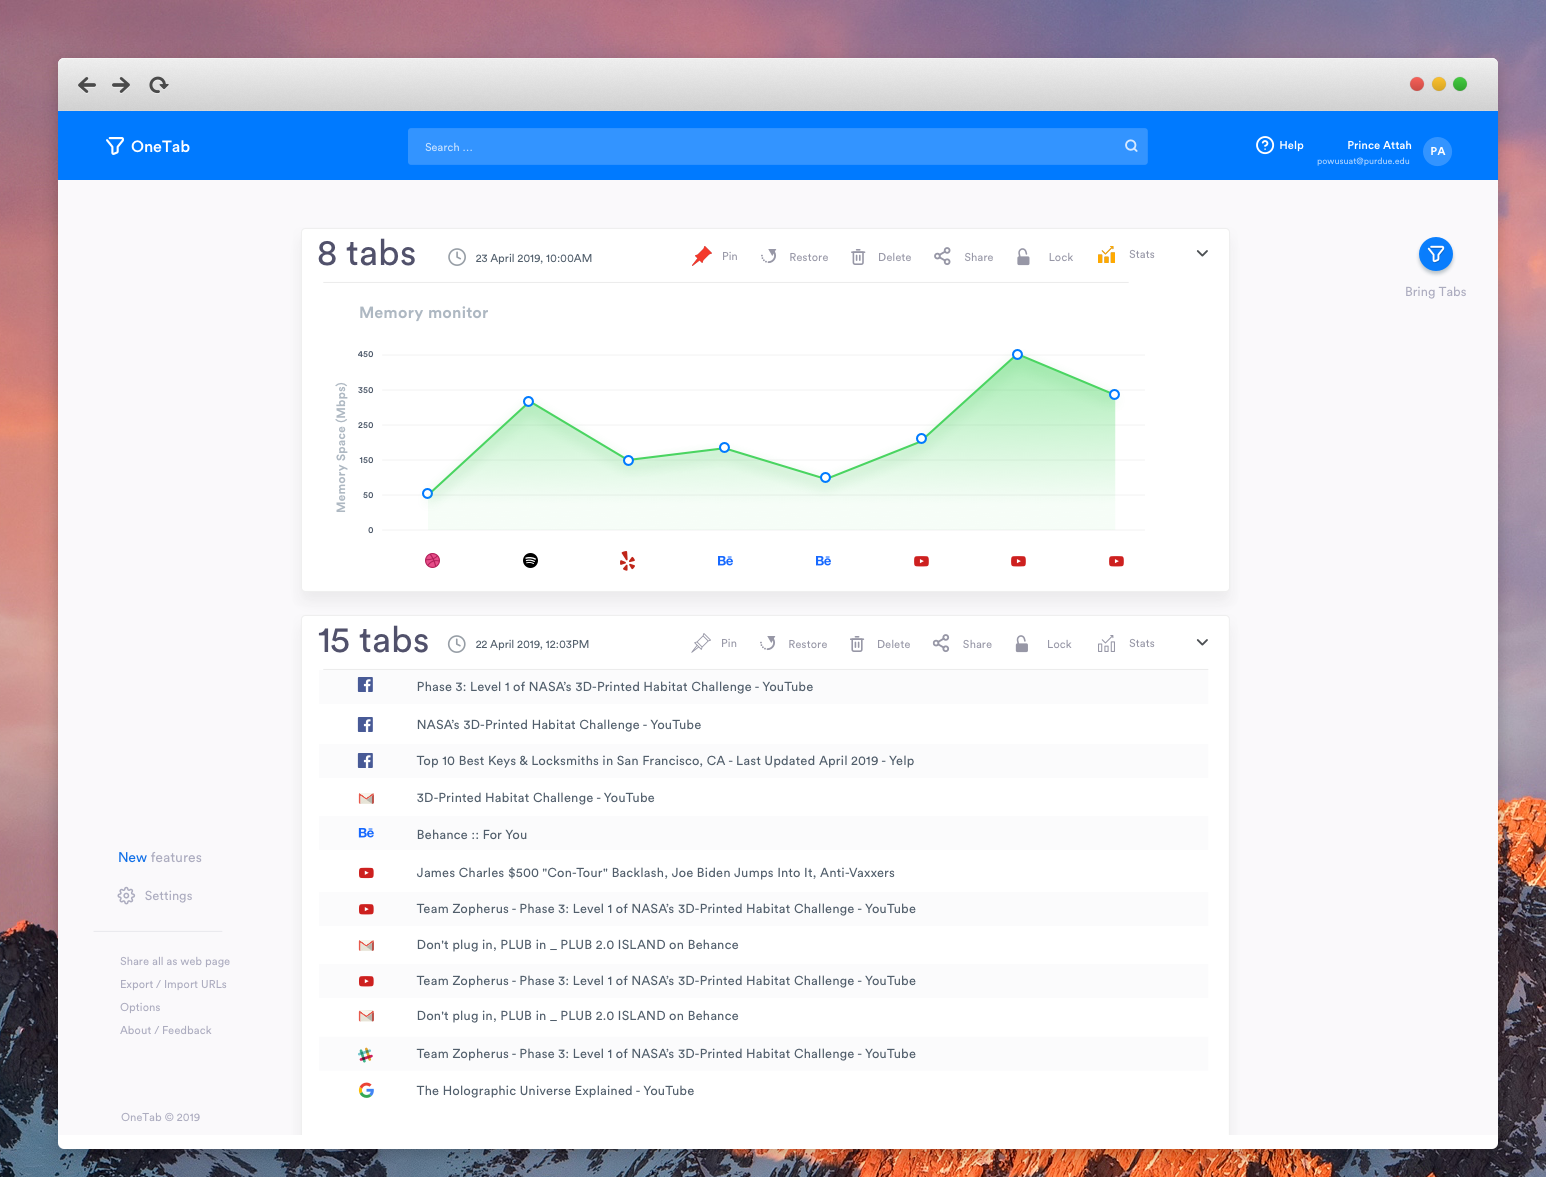 OneTab
Search ...
Help
Prince Attah
powusuat@purdue.edu
PA
8 tabs
23 April 2019, 10:00AM
Pin
Restore
Delete
Share
Lock
Stats
Bring Tabs
Memory monitor
Memory Space (Mbps)
450
350
250
150
50
0
Bē
Bē
15 tabs
22 April 2019, 12:03PM
Pin
Restore
Delete
Share
Lock
Stats
Phase 3: Level 1 of NASA's 3D-Printed Habitat Challenge - YouTube
NASA's 3D-Printed Habitat Challenge - YouTube
Top 10 Best Keys & Locksmiths in San Francisco, CA - Last Updated April 2019 - Yelp
3D-Printed Habitat Challenge - YouTube
Bē
Behance :: For You
James Charles $500 "Con-Tour" Backlash, Joe Biden Jumps Into It, Anti-Vaxxers
Team Zopherus - Phase 3: Level 1 of NASA's 3D-Printed Habitat Challenge - YouTube
Don't plug in, PLUB in _ PLUB 2.0 ISLAND on Behance
Team Zopherus - Phase 3: Level 1 of NASA's 3D-Printed Habitat Challenge - YouTube
Don't plug in, PLUB in _ PLUB 2.0 ISLAND on Behance
Team Zopherus - Phase 3: Level 1 of NASA's 3D-Printed Habitat Challenge - YouTube
The Holographic Universe Explained - YouTube
New features
Settings
Share all as web page
Export / Import URLs
Options
About / Feedback
OneTab © 2019